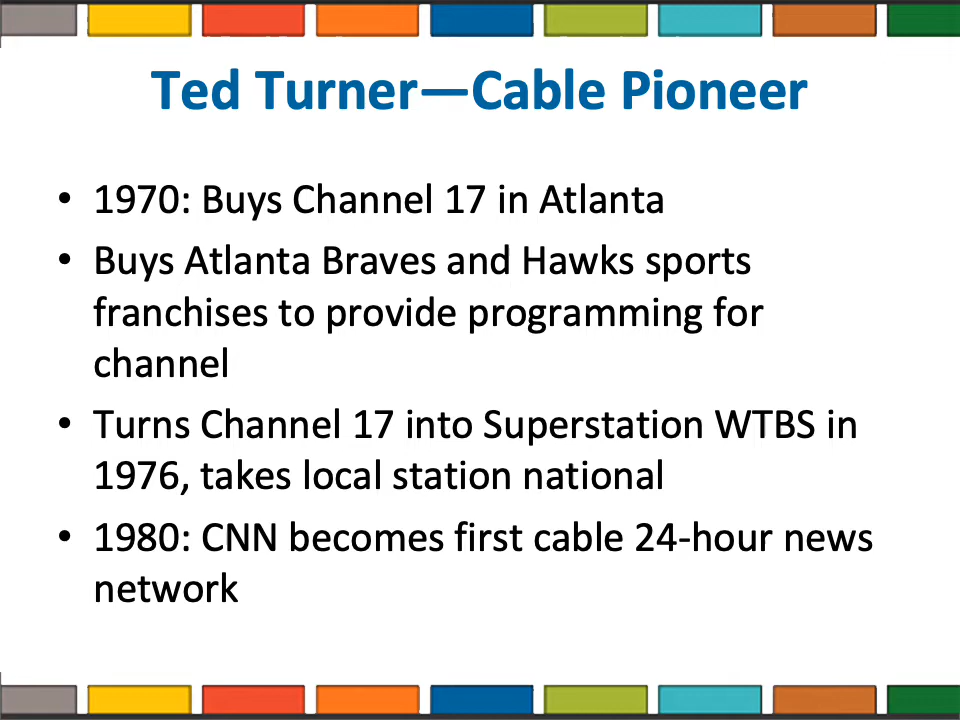 Ted Turner—Cable Pioneer
• 1970: Buys Channel 17 in Atlanta
• Buys Atlanta Braves and Hawks sports
franchises to provide programming for
channel
• Turns Channel 17 into Superstation WTBS in
1976, takes local station national
• 1980: CNN becomes first cable 24-hour news
network